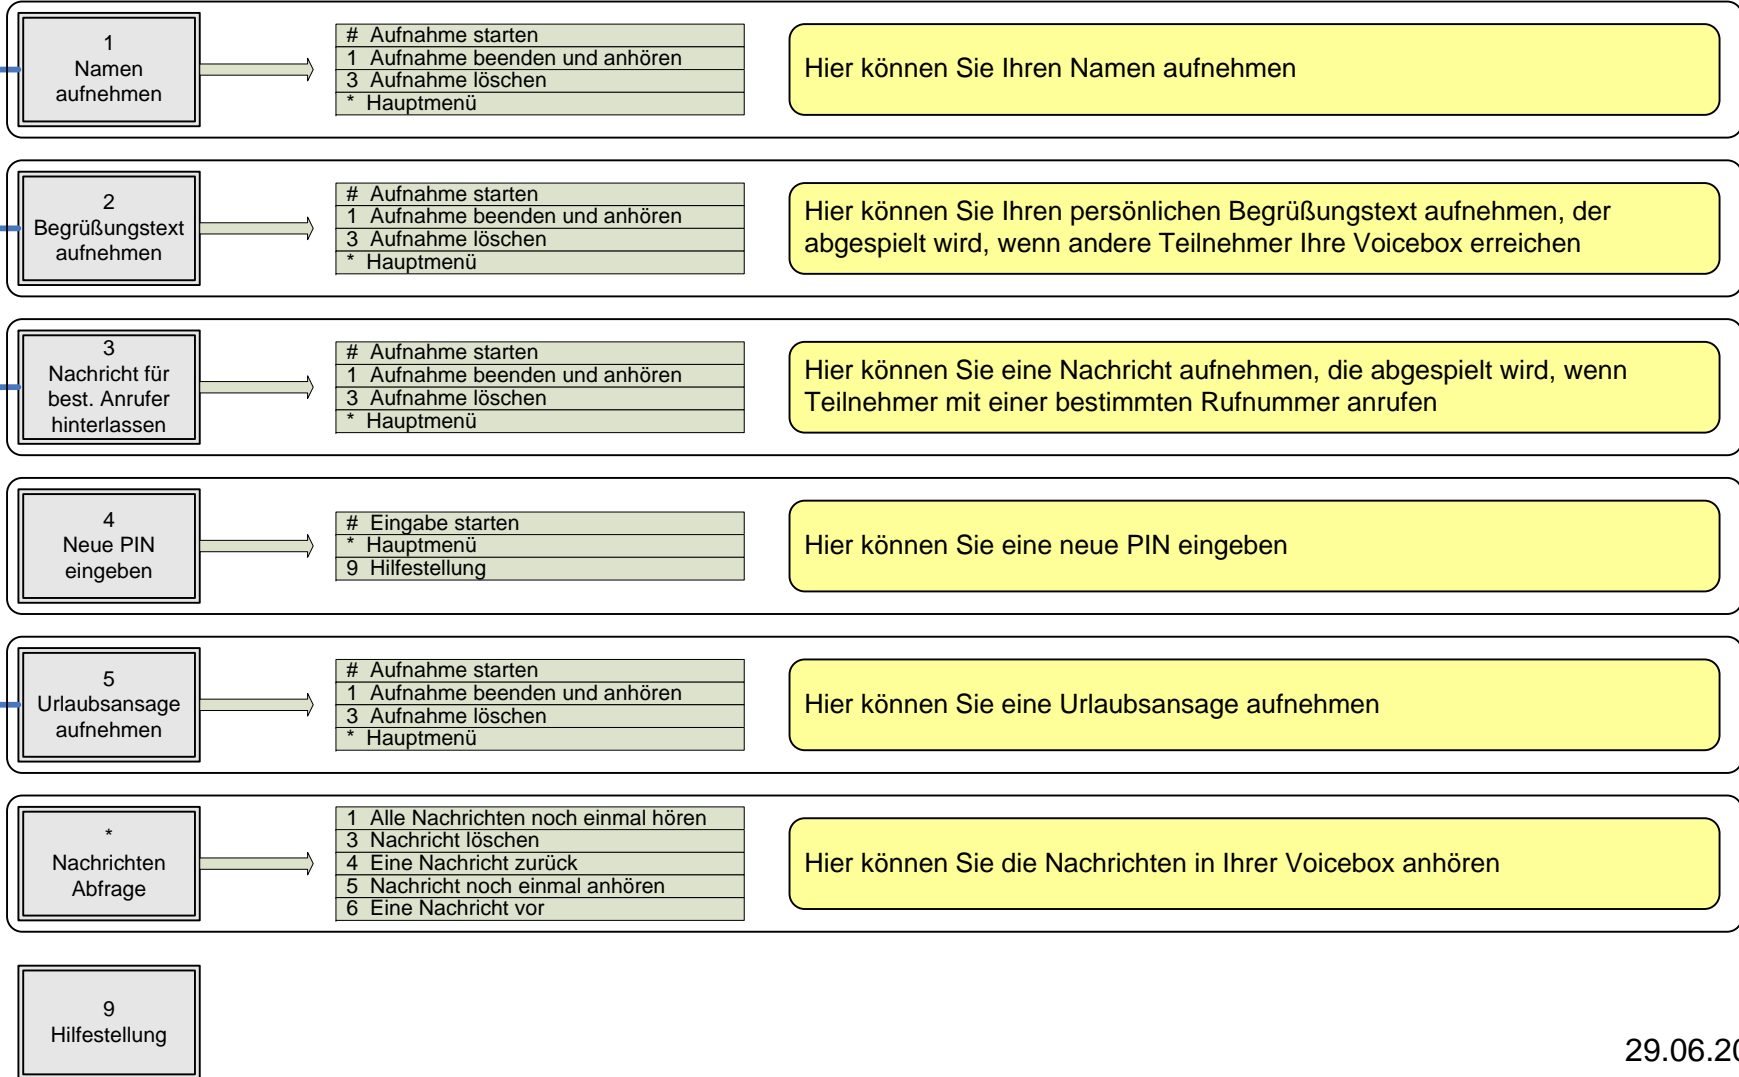 1
Namen
aufnehmen
# Aufnahme starten
1 Aufnahme beenden und anhören
3 Aufnahme löschen
* Hauptmenü
Hier können Sie Ihren Namen aufnehmen
2
Begrüßungstext
aufnehmen
# Aufnahme starten
1 Aufnahme beenden und anhören
3 Aufnahme löschen
* Hauptmenü
Hier können Sie Ihren persönlichen Begrüßungstext aufnehmen, der
abgespielt wird, wenn andere Teilnehmer Ihre Voicebox erreichen
3
Nachricht für
best. Anrufer
hinterlassen
# Aufnahme starten
1 Aufnahme beenden und anhören
3 Aufnahme löschen
* Hauptmenü
Hier können Sie eine Nachricht aufnehmen, die abgespielt wird, wenn
Teilnehmer mit einer bestimmten Rufnummer anrufen
4
Neue PIN
eingeben
# Eingabe starten
* Hauptmenü
9 Hilfestellung
Hier können Sie eine neue PIN eingeben
5
Urlaubsansage
aufnehmen
# Aufnahme starten
1 Aufnahme beenden und anhören
3 Aufnahme löschen
* Hauptmenü
Hier können Sie eine Urlaubsansage aufnehmen
*
Nachrichten
Abfrage
1 Alle Nachrichten noch einmal hören
3 Nachricht löschen
4 Eine Nachricht zurück
5 Nachricht noch einmal anhören
6 Eine Nachricht vor
Hier können Sie die Nachrichten in Ihrer Voicebox anhören
9
Hilfestellung
29.06.20